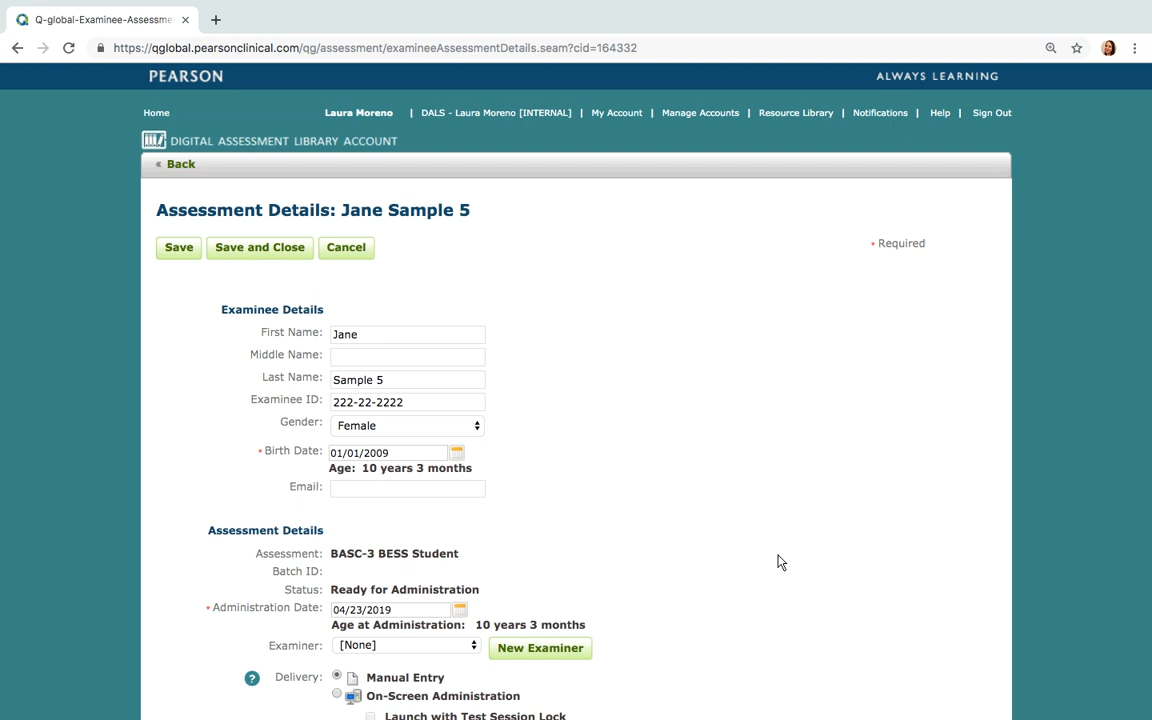 Q-global-Examinee-Assessme
https://qglobal.pearsonclinical.com/qg/assessment/examineeAssessmentDetails.seam?cid=164332
PEARSON
ALWAYS LEARNING
Home
Laura Moreno | DALS - Laura Moreno [INTERNAL] | My Account | Manage Accounts | Resource Library | Notifications | Help | Sign Out
DIGITAL ASSESSMENT LIBRARY ACCOUNT
« Back
Assessment Details: Jane Sample 5
Save Save and Close Cancel
* Required
Examinee Details
First Name: Jane
Middle Name:
Last Name: Sample 5
Examinee ID: 222-22-2222
Gender: Female
* Birth Date: 01/01/2009
Age: 10 years 3 months
Email:
Assessment Details
Assessment: BASC-3 BESS Student
Batch ID:
Status: Ready for Administration
* Administration Date: 04/23/2019
Age at Administration: 10 years 3 months
Examiner: [None] New Examiner
? Delivery: Manual Entry
On-Screen Administration
Launch with Test Session Lock